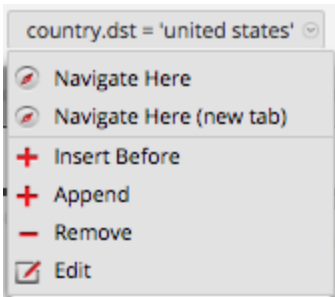 country.dst = 'united states'
Navigate Here
Navigate Here (new tab)
Insert Before
Append
Remove
Edit